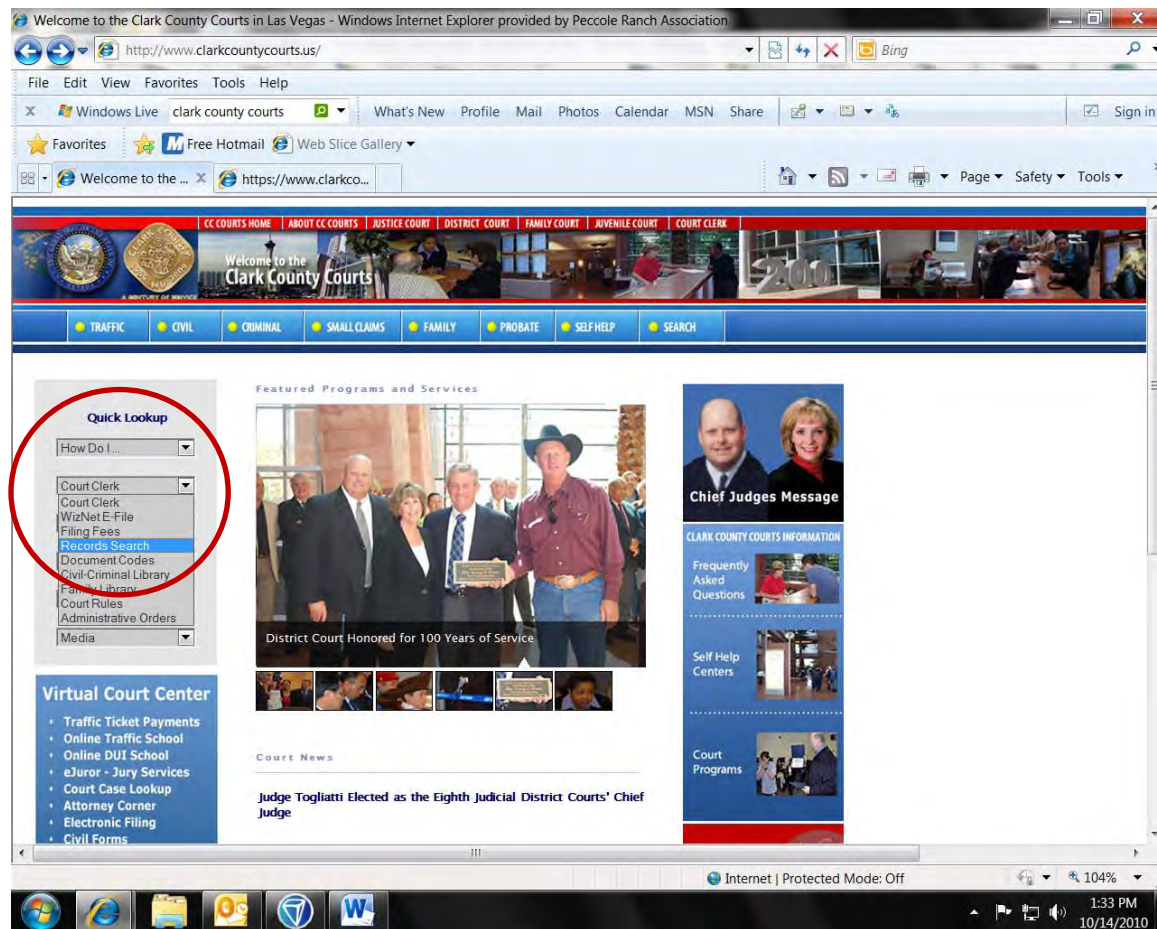 Welcome to the Clark County Courts in Las Vegas - Windows Internet Explorer provided by Peccole Ranch Association
http://www.clarkcountycourts.us/
Bing
File Edit View Favorites Tools Help
X Windows Live clark county courts What's New Profile Mail Photos Calendar MSN Share Sign in
Favorites Free Hotmail Web Slice Gallery
Welcome to the ... X https://www.clarkco...
Page Safety Tools
CC COURTS HOME ABOUT CC COURTS JUSTICE COURT DISTRICT COURT FAMILY COURT JUVENILE COURT COURT CLERK
Welcome to the
Clark County Courts
200
A CENTURY OF SERVICE
TRAFFIC CIVIL CRIMINAL SMALL CLAIMS FAMILY PROBATE SELF HELP SEARCH
Quick Lookup
How Do I ...
Court Clerk
Court Clerk
WizNet E-File
Filing Fees
Records Search
Document Codes
Civil-Criminal Library
Family Library
Court Rules
Administrative Orders
Media
Virtual Court Center
Traffic Ticket Payments
Online Traffic School
Online DUI School
eJuror - Jury Services
Court Case Lookup
Attorney Corner
Electronic Filing
Civil Forms
Featured Programs and Services
District Court Honored for 100 Years of Service
Court News
Judge Togliatti Elected as the Eighth Judicial District Courts' Chief
Judge
Chief Judges Message
CLARK COUNTY COURTS INFORMATION
Frequently
Asked
Questions
Self Help
Centers
Court
Programs
Internet | Protected Mode: Off
104%
1:33 PM
10/14/2010